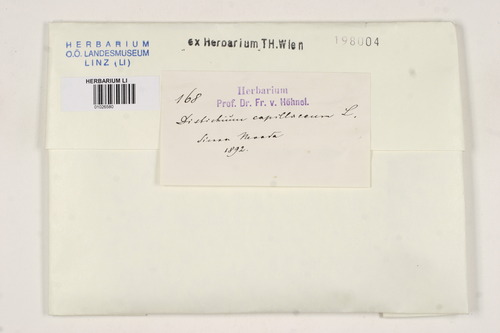 HERBARIUM
O.Ö. LANDESMUSEUM
LINZ (LI)
ex Herbarium TH.Wien
198004
HERBARIUM LI
01026580
168
Herbarium
Prof. Dr. Fr. v. Höhnel.
Distichium capillaceum L.
1892.